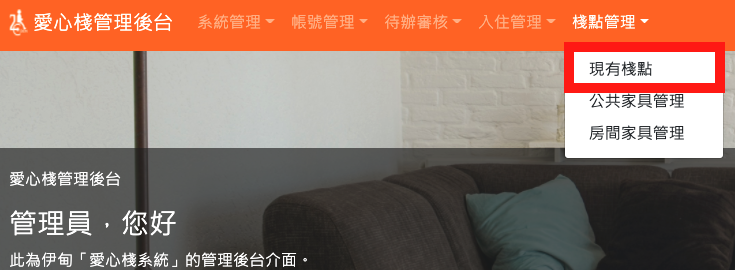 愛心棧管理後台 系統管理 帳號管理 待辦審核 入住管理 棧點管理
現有棧點
公共家具管理
房間家具管理
愛心棧管理後台
管理員，您好
此為伊甸「愛心棧系統」的管理後台介面。